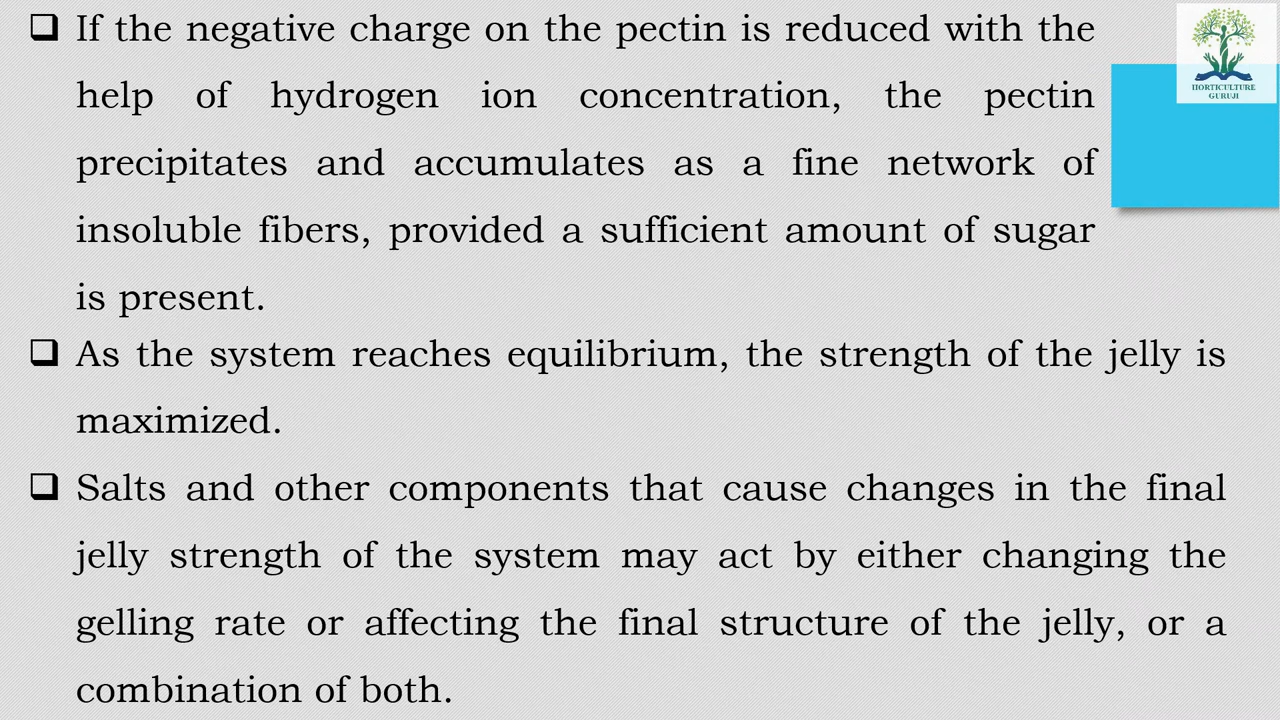 ❑ If the negative charge on the pectin is reduced with the
help of hydrogen ion concentration, the pectin
precipitates and accumulates as a fine network of
insoluble fibers, provided a sufficient amount of sugar
is present.
❑ As the system reaches equilibrium, the strength of the jelly is
maximized.
❑ Salts and other components that cause changes in the final
jelly strength of the system may act by either changing the
gelling rate or affecting the final structure of the jelly, or a
combination of both.
HORTICULTURE
GURUJI